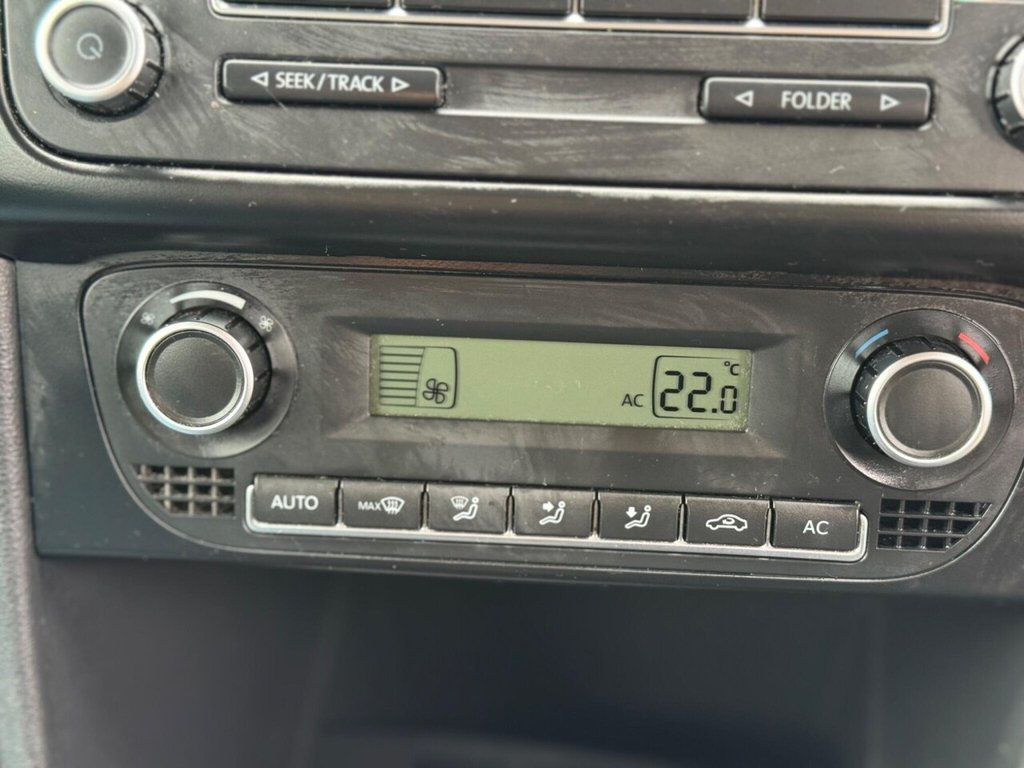 SEEK/TRACK
FOLDER
AC 22.0 °C
AUTO MAX AC